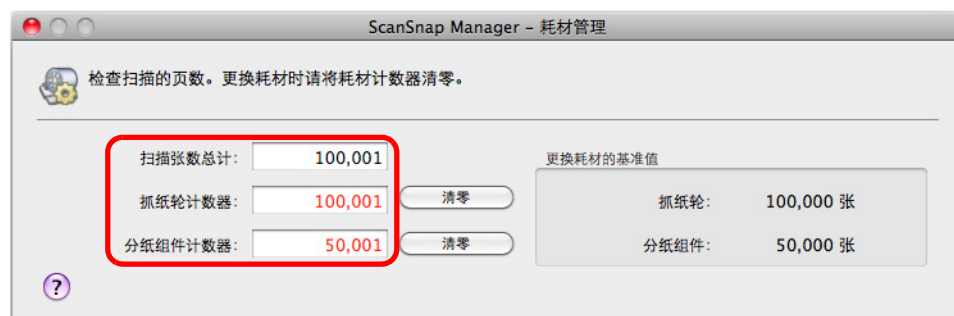 ScanSnap Manager – 耗材管理
检查扫描的页数。更换耗材时请将耗材计数器清零。
扫描张数总计: 100,001
更换耗材的基准值
抓纸轮计数器: 100,001 清零 抓纸轮: 100,000 张
分纸组件计数器: 50,001 清零 分纸组件: 50,000 张
?